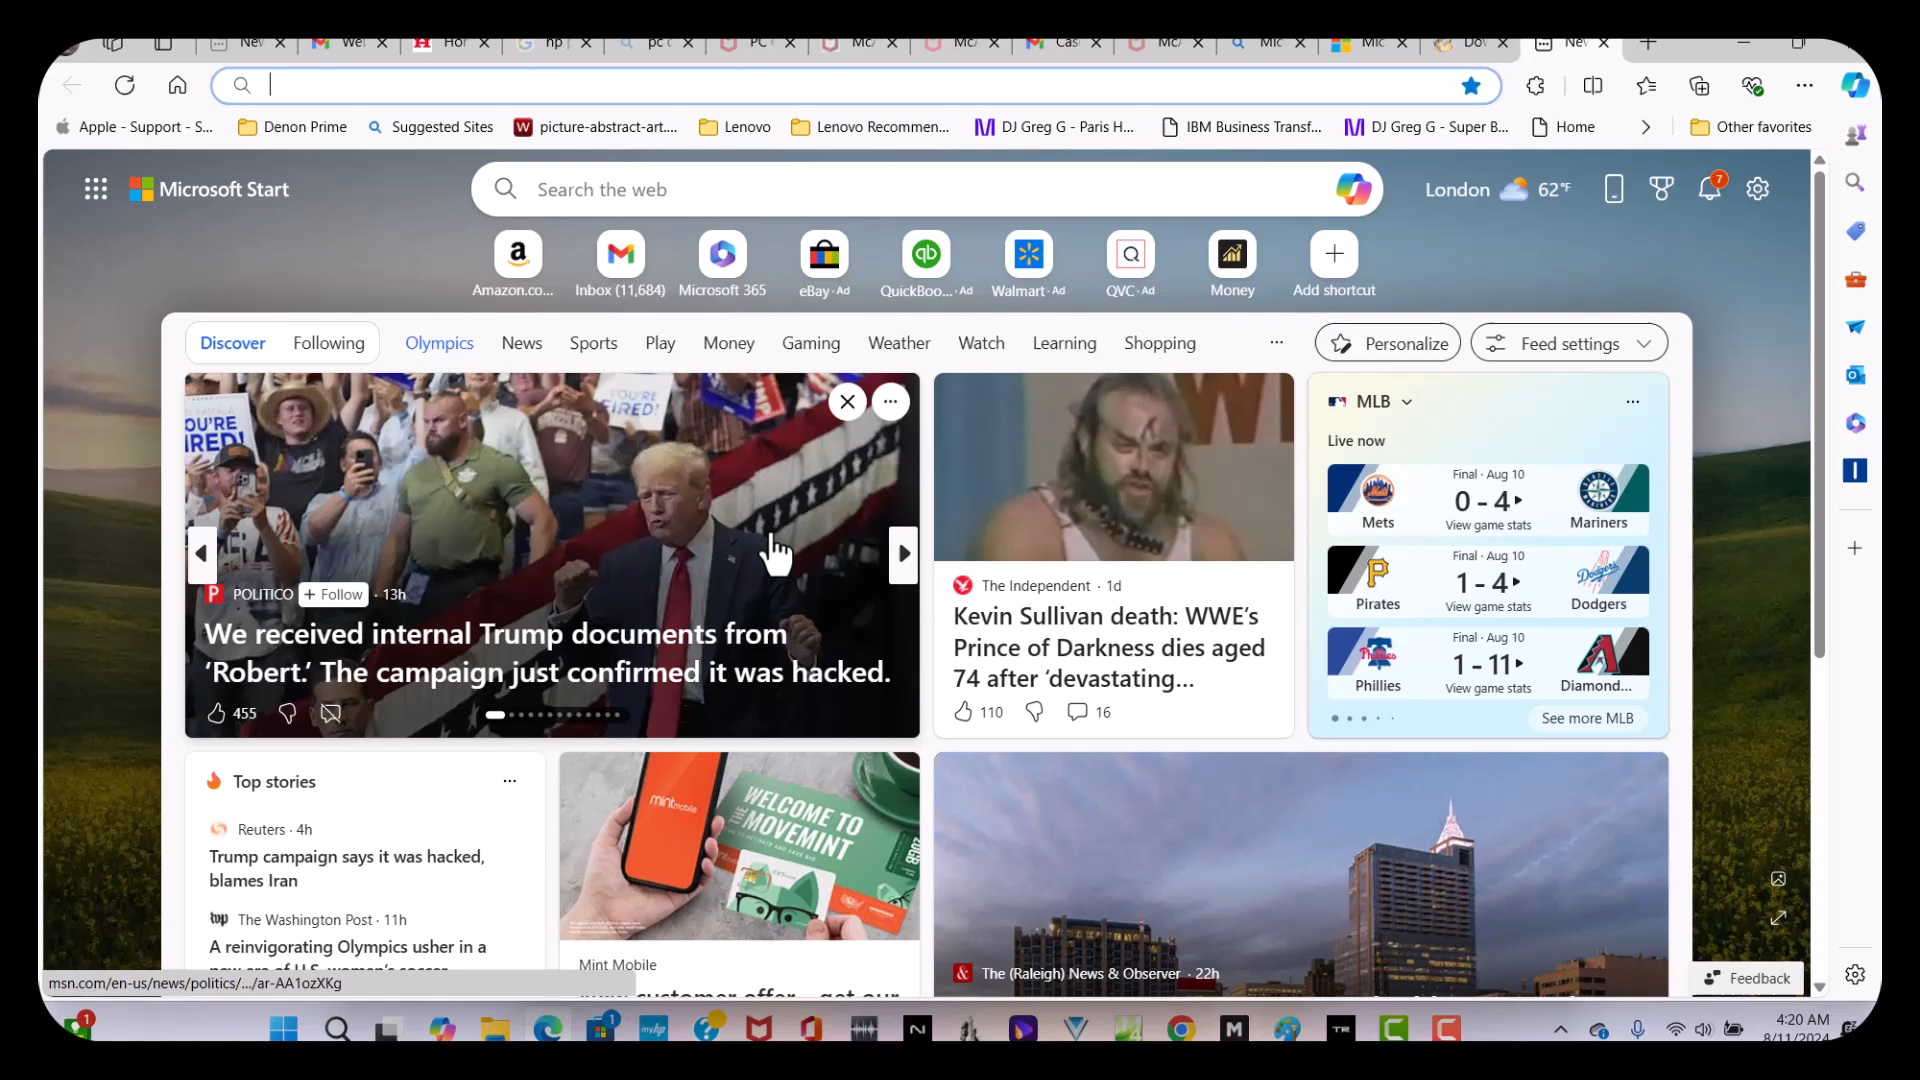 Apple - Support - S...
Denon Prime
Suggested Sites
picture-abstract-art....
Lenovo
Lenovo Recommen...
DJ Greg G - Paris H...
IBM Business Transf...
DJ Greg G - Super B...
Home
Other favorites
Microsoft Start
Search the web
London
62°F
7
Amazon.co...
Inbox (11,684)
Microsoft 365
eBay · Ad
QuickBoo... · Ad
Walmart · Ad
QVC · Ad
Money
Add shortcut
Discover
Following
Olympics
News
Sports
Play
Money
Gaming
Weather
Watch
Learning
Shopping
Personalize
Feed settings
YOU'RE
FIRED!
POLITICO
+ Follow
· 13h
We received internal Trump documents from
‘Robert.’ The campaign just confirmed it was hacked.
455
The Independent · 1d
Kevin Sullivan death: WWE’s
Prince of Darkness dies aged
74 after ‘devastating...
110
16
MLB
Live now
Final · Aug 10
0 - 4
Mets
View game stats
Mariners
Final · Aug 10
1 - 4
Pirates
View game stats
Dodgers
Final · Aug 10
1 - 11
Phillies
View game stats
Diamond...
See more MLB
Top stories
Reuters · 4h
Trump campaign says it was hacked,
blames Iran
The Washington Post · 11h
A reinvigorating Olympics usher in a
mint mobile
WELCOME TO
THE MOVEMINT
Mint Mobile
The (Raleigh) News & Observer · 22h
Feedback
msn.com/en-us/news/politics/.../ar-AA1ozXKg
4:20 AM
8/11/2024